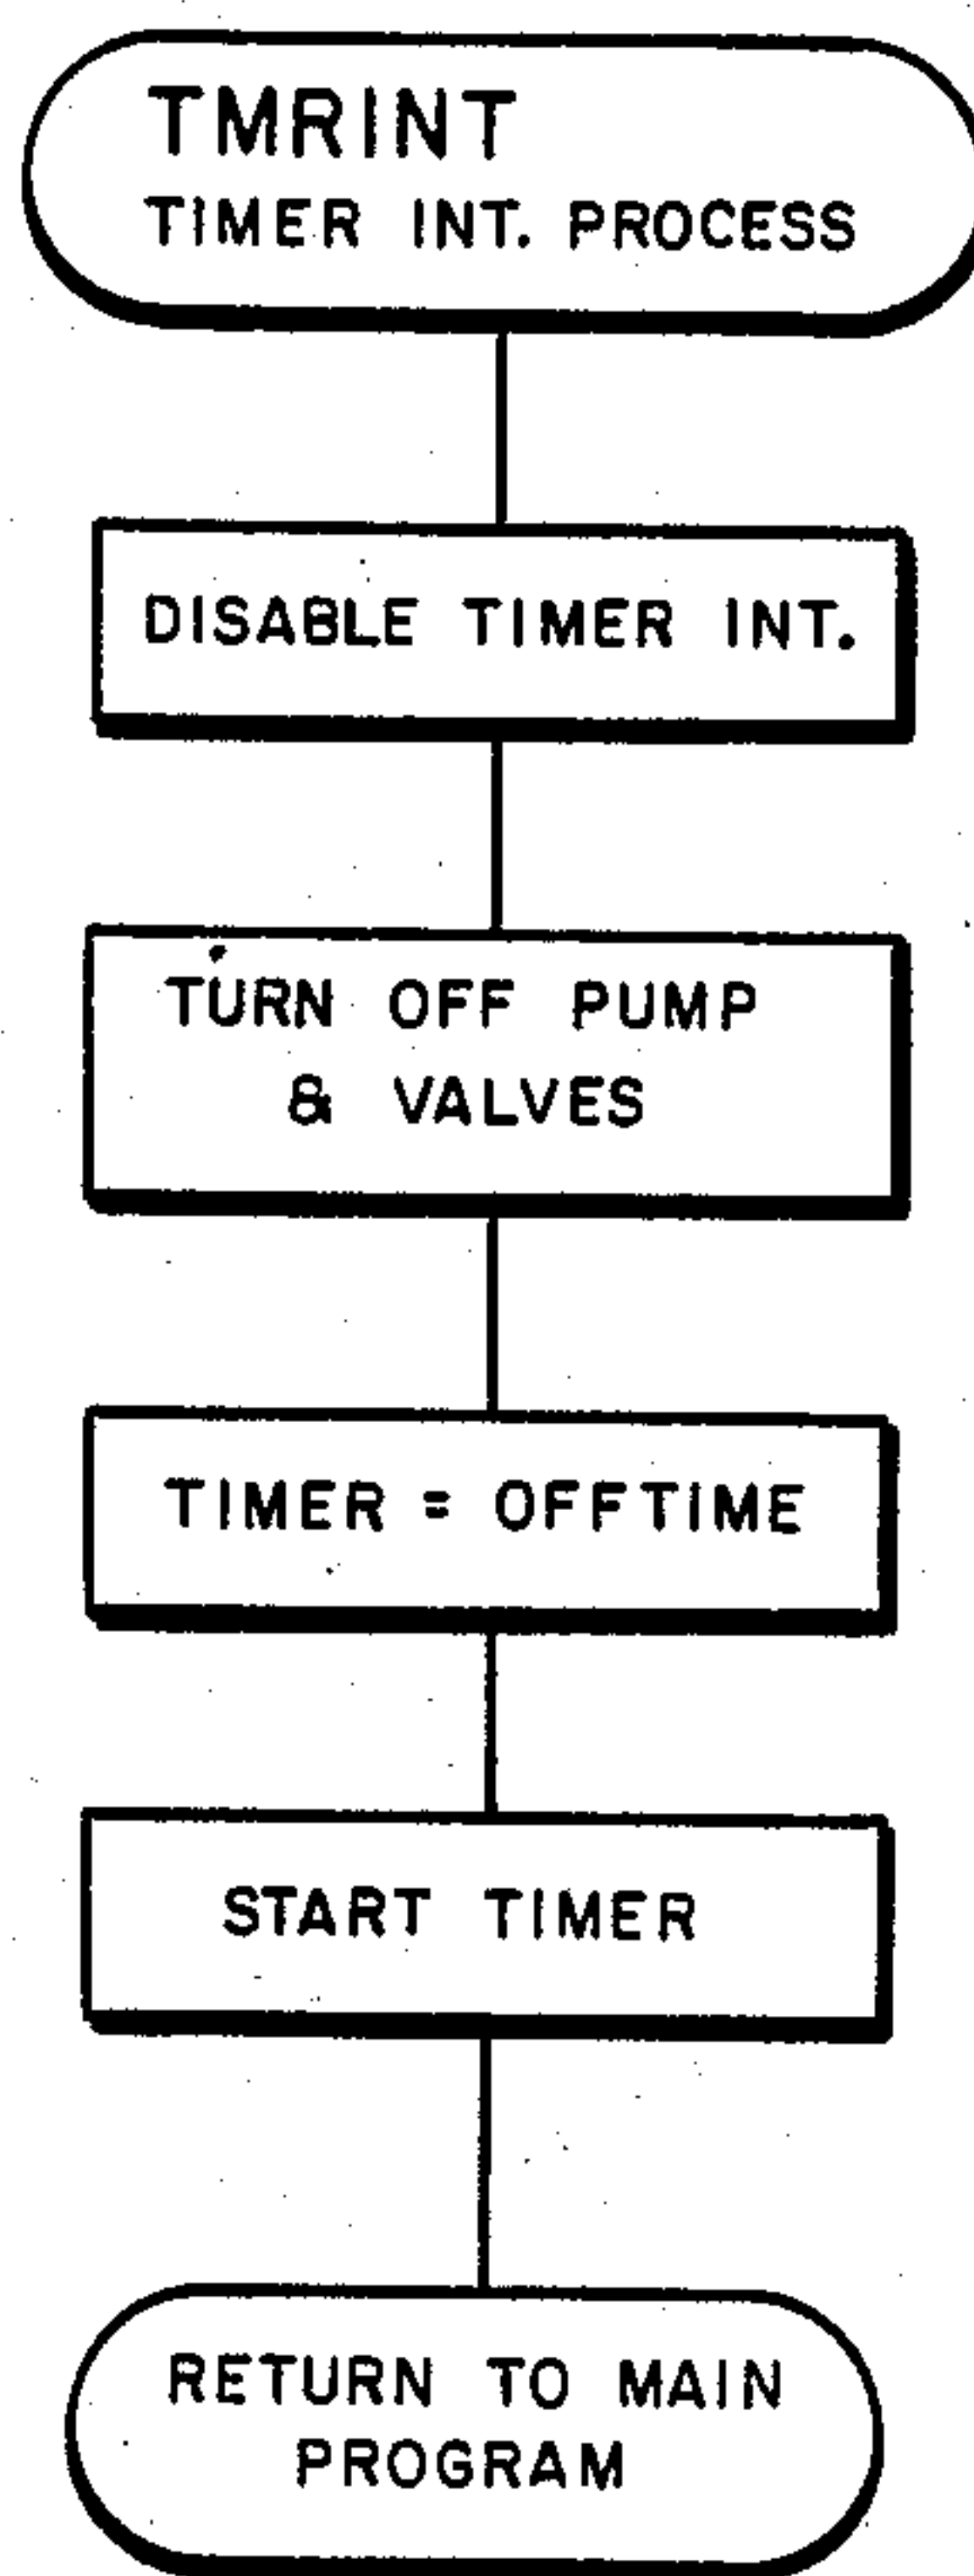 TMRINT
TIMER INT. PROCESS
DISABLE TIMER INT.
TURN OFF PUMP
& VALVES
TIMER = OFFTIME
START TIMER
RETURN TO MAIN
PROGRAM